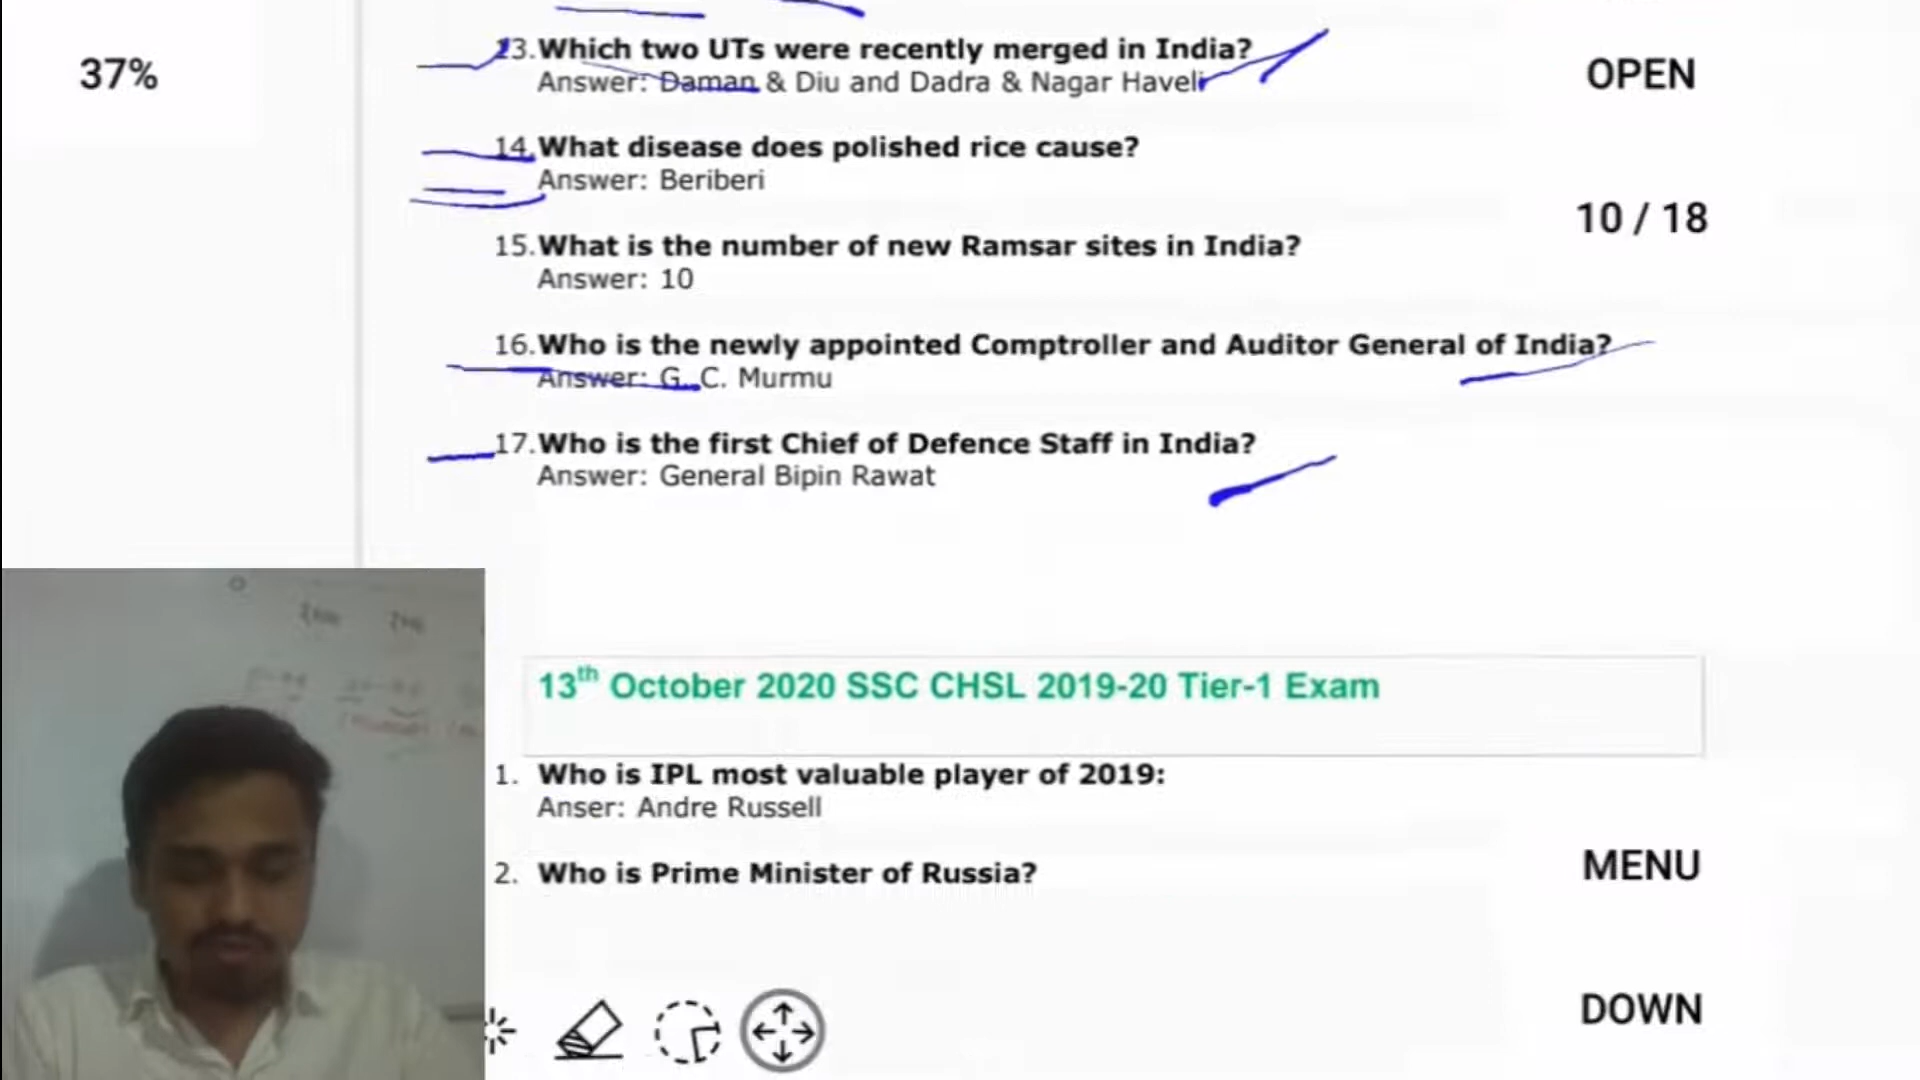 37%
13.Which two UTs were recently merged in India?
Answer: Daman & Diu and Dadra & Nagar Haveli
OPEN
14.What disease does polished rice cause?
Answer: Beriberi
10 / 18
15.What is the number of new Ramsar sites in India?
Answer: 10
16.Who is the newly appointed Comptroller and Auditor General of India?
Answer: G. C. Murmu
17.Who is the first Chief of Defence Staff in India?
Answer: General Bipin Rawat
13th October 2020 SSC CHSL 2019-20 Tier-1 Exam
1. Who is IPL most valuable player of 2019:
Anser: Andre Russell
2. Who is Prime Minister of Russia?
MENU
DOWN